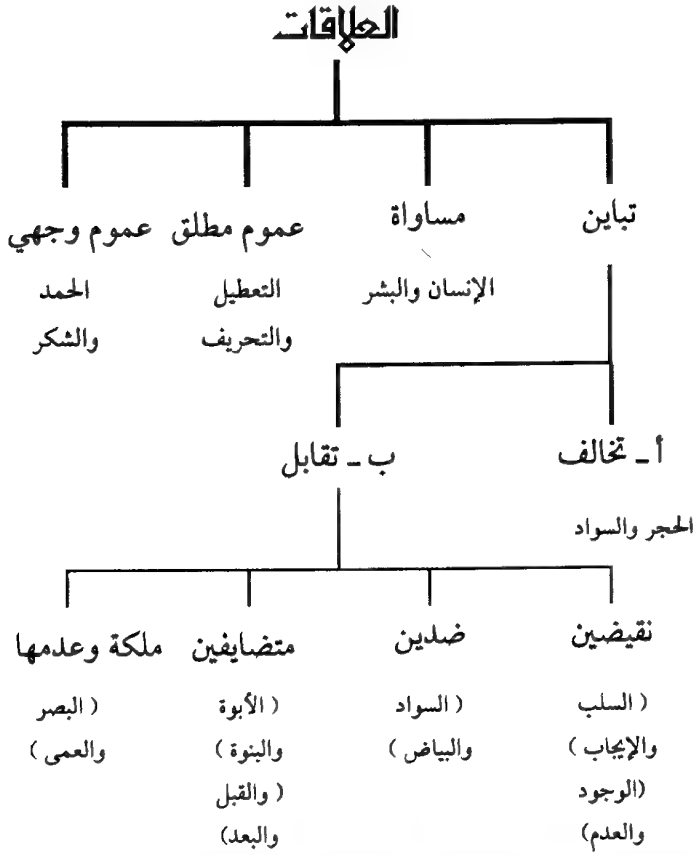 العلاقات
تباين
مساواة
عموم مطلق
عموم وجهي
الإنسان والبشر
التعطيل
والتحريف
الحمد
والشكر
أ ـ تخالف
ب ـ تقابل
الحجر والسواد
نقيضين
ضدين
متضايفين
ملكة وعدمها
( السلب
والإيجاب )
(الوجود
والعدم)
( السواد
والبياض )
( الأبوة
والبنوة )
( والقبل
والبعد)
( البصر
والعمى )